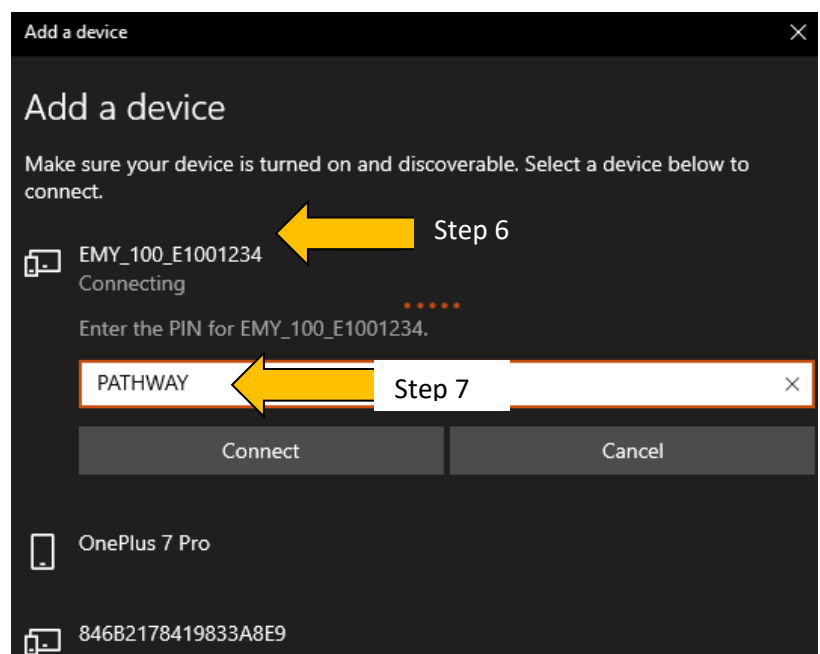 Add a device
Add a device
Make sure your device is turned on and discoverable. Select a device below to
connect.
Step 6
EMY_100_E1001234
Connecting
Enter the PIN for EMY_100_E1001234.
PATHWAY
Step 7
Connect
Cancel
OnePlus 7 Pro
846B2178419833A8E9